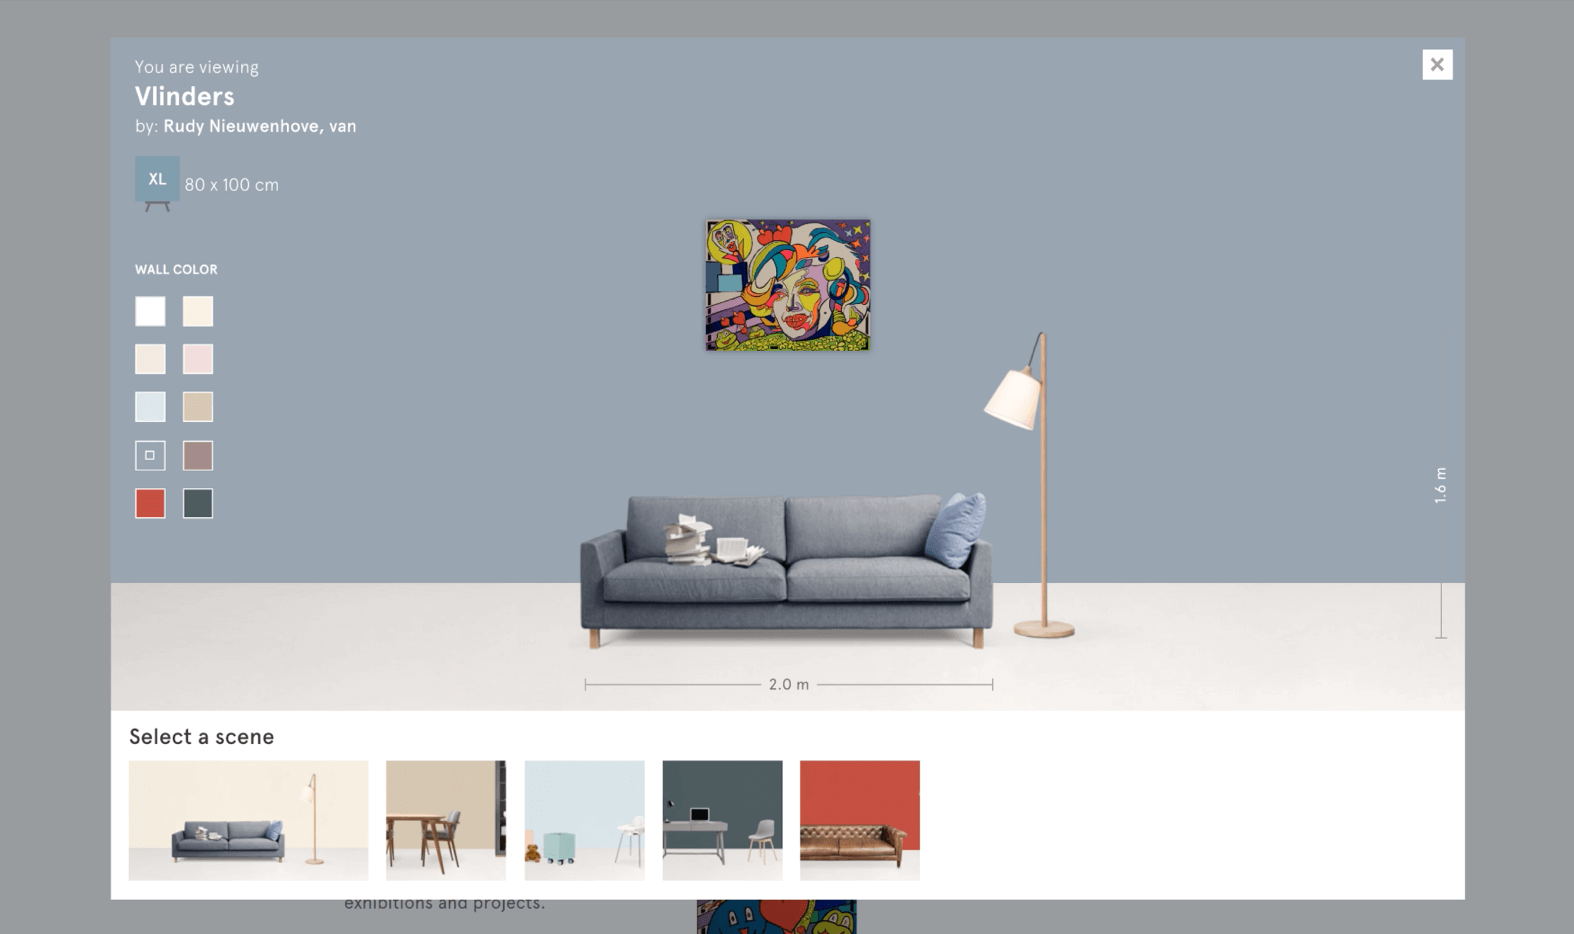 You are viewing
Vlinders
by: Rudy Nieuwenhove, van
XL
80 x 100 cm
WALL COLOR
1.6 m
2.0 m
Select a scene
exhibitions and projects.